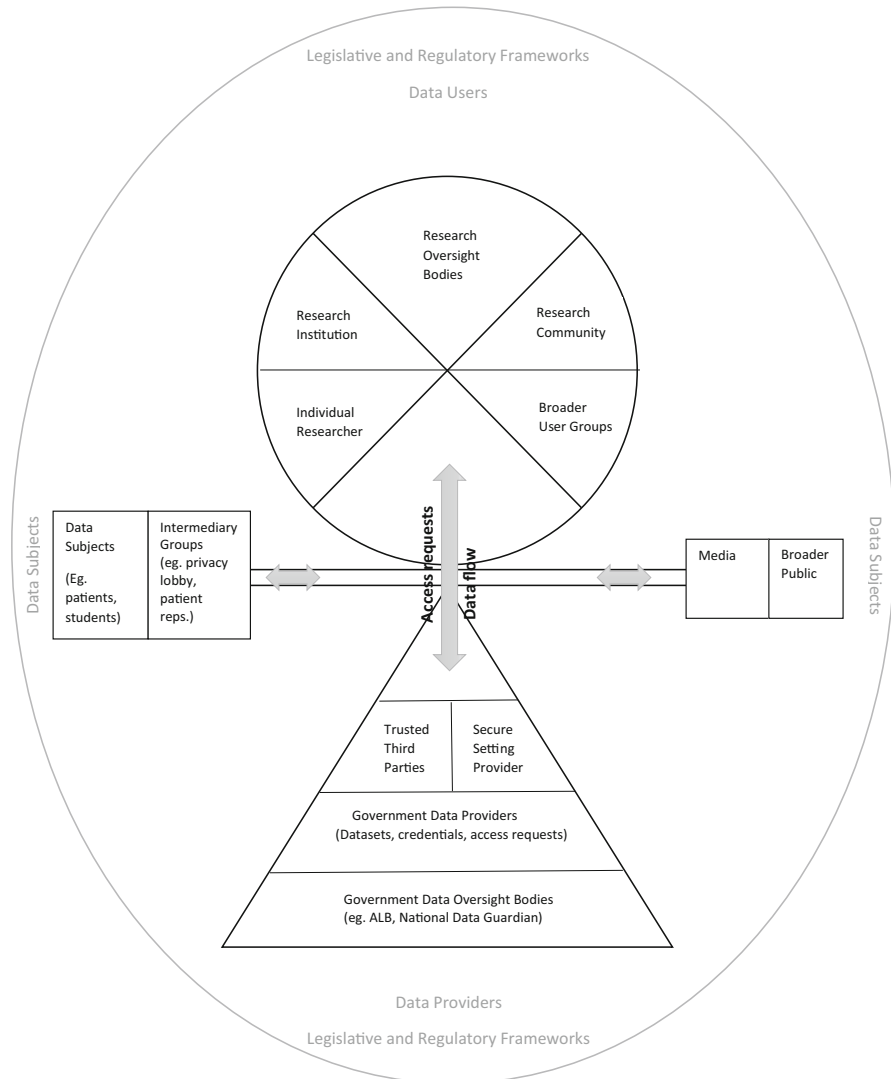 Legislative and Regulatory Frameworks
Data Users
Research
Oversight
Bodies
Research
Institution
Research
Community
Individual
Researcher
Broader
User Groups
Data Subjects
Data
Subjects
(Eg.
patients,
students)
Intermediary
Groups
(eg. privacy
lobby,
patient
reps.)
Access requests
Data flow
Media
Broader
Public
Data Subjects
Trusted
Third
Parties
Secure
Setting
Provider
Government Data Providers
(Datasets, credentials, access requests)
Government Data Oversight Bodies
(eg. ALB, National Data Guardian)
Data Providers
Legislative and Regulatory Frameworks